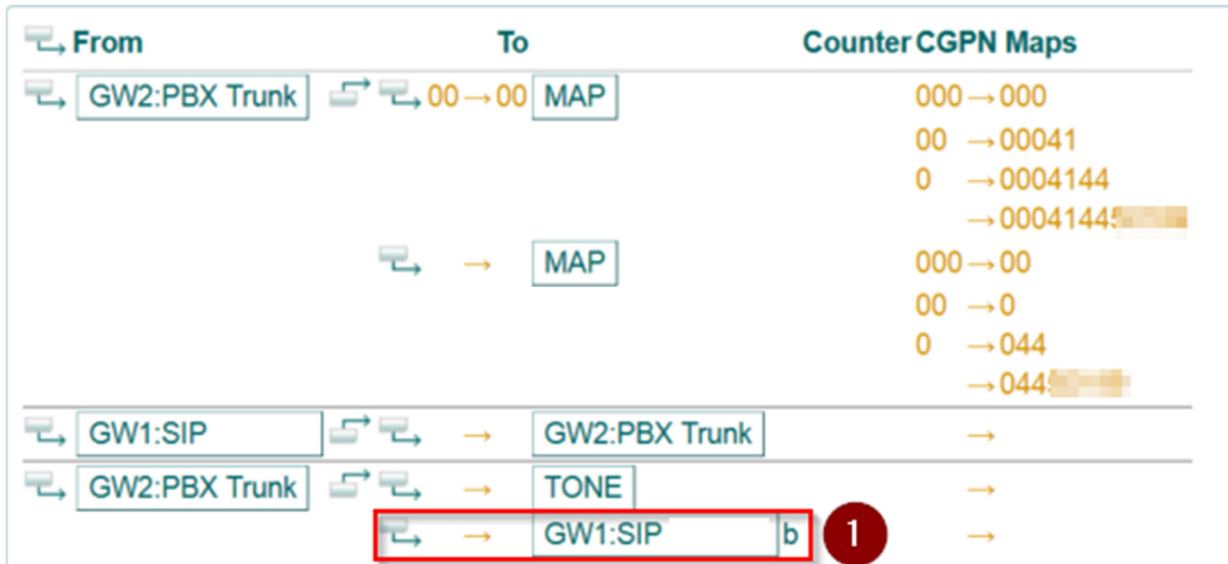 From To Counter CGPN Maps
GW2:PBX Trunk 00→00 MAP 000→000
00 →00041
0 →0004144
→00041445
→ MAP 000→00
00 →0
0 →044
→044
GW1:SIP → GW2:PBX Trunk →
GW2:PBX Trunk → TONE →
→ GW1:SIP b 1 →